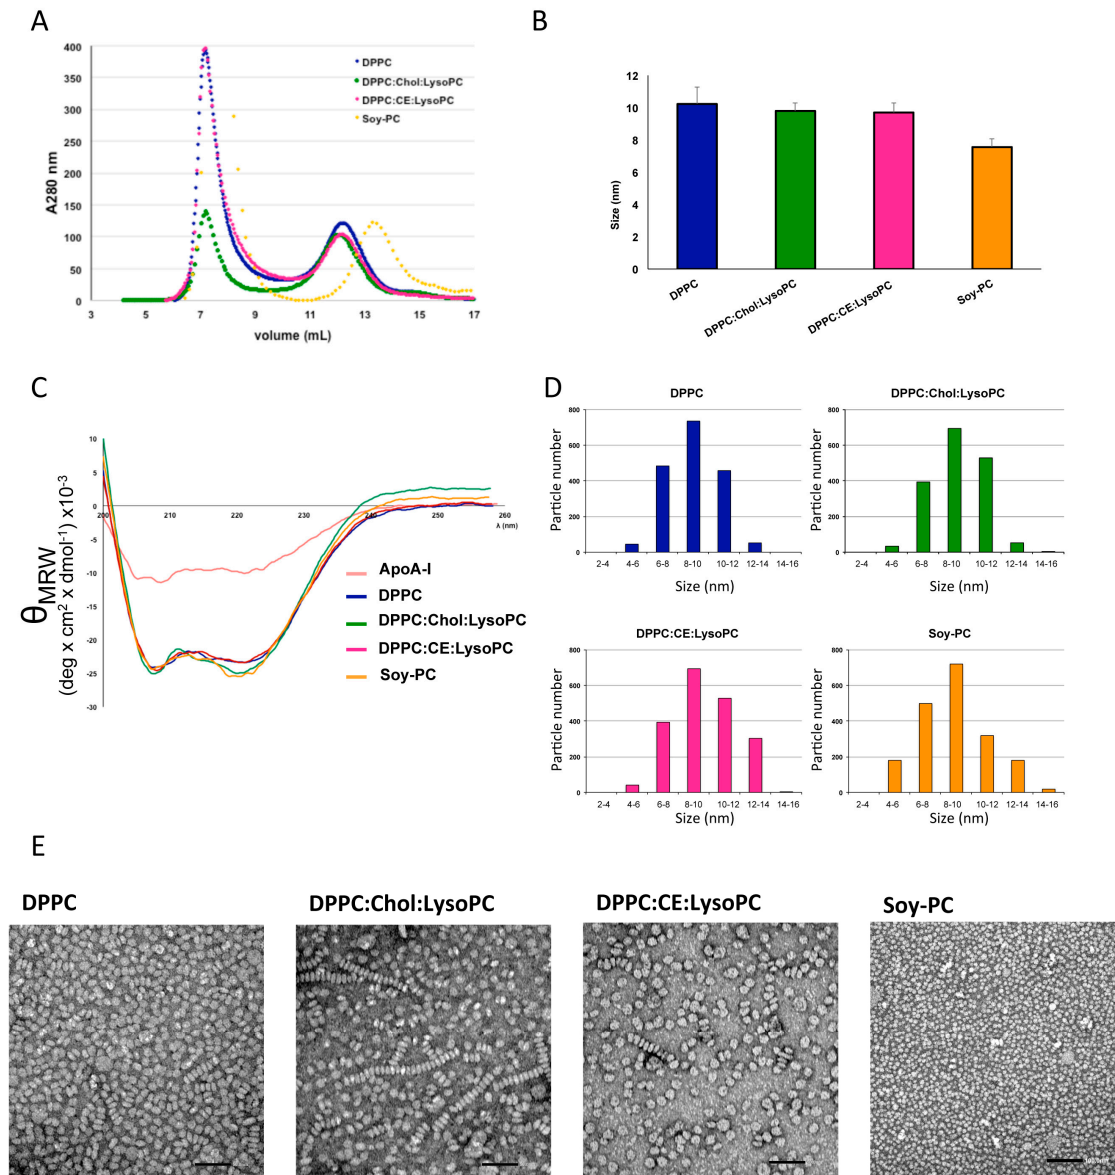 A
400
350
300
250
200
150
100
50
0
A280 nm
DPPC
DPPC:Chol:LysoPC
DPPC:CE:LysoPC
Soy-PC
3 5 7 9 11 13 15 17
volume (mL)
B
12
10
8
6
4
2
0
Size (nm)
DPPC
DPPC:Chol:LysoPC
DPPC:CE:LysoPC
Soy-PC
C
10
5
0
-5
-10
-15
-20
-25
-30
θMRW
(deg x cm² x dmol⁻¹) x10⁻³
200 210 220 230 240 250 260
λ (nm)
ApoA-I
DPPC
DPPC:Chol:LysoPC
DPPC:CE:LysoPC
Soy-PC
D
DPPC
800
600
400
200
0
Particle number
2-4 4-6 6-8 8-10 10-12 12-14 14-16
Size (nm)
DPPC:Chol:LysoPC
800
600
400
200
0
Particle number
2-4 4-6 6-8 8-10 10-12 12-14 14-16
Size (nm)
DPPC:CE:LysoPC
800
600
400
200
0
Particle number
2-4 4-6 6-8 8-10 10-12 12-14 14-16
Size (nm)
Soy-PC
800
600
400
200
0
Particle number
2-4 4-6 6-8 8-10 10-12 12-14 14-16
Size (nm)
E
DPPC
DPPC:Chol:LysoPC
DPPC:CE:LysoPC
Soy-PC